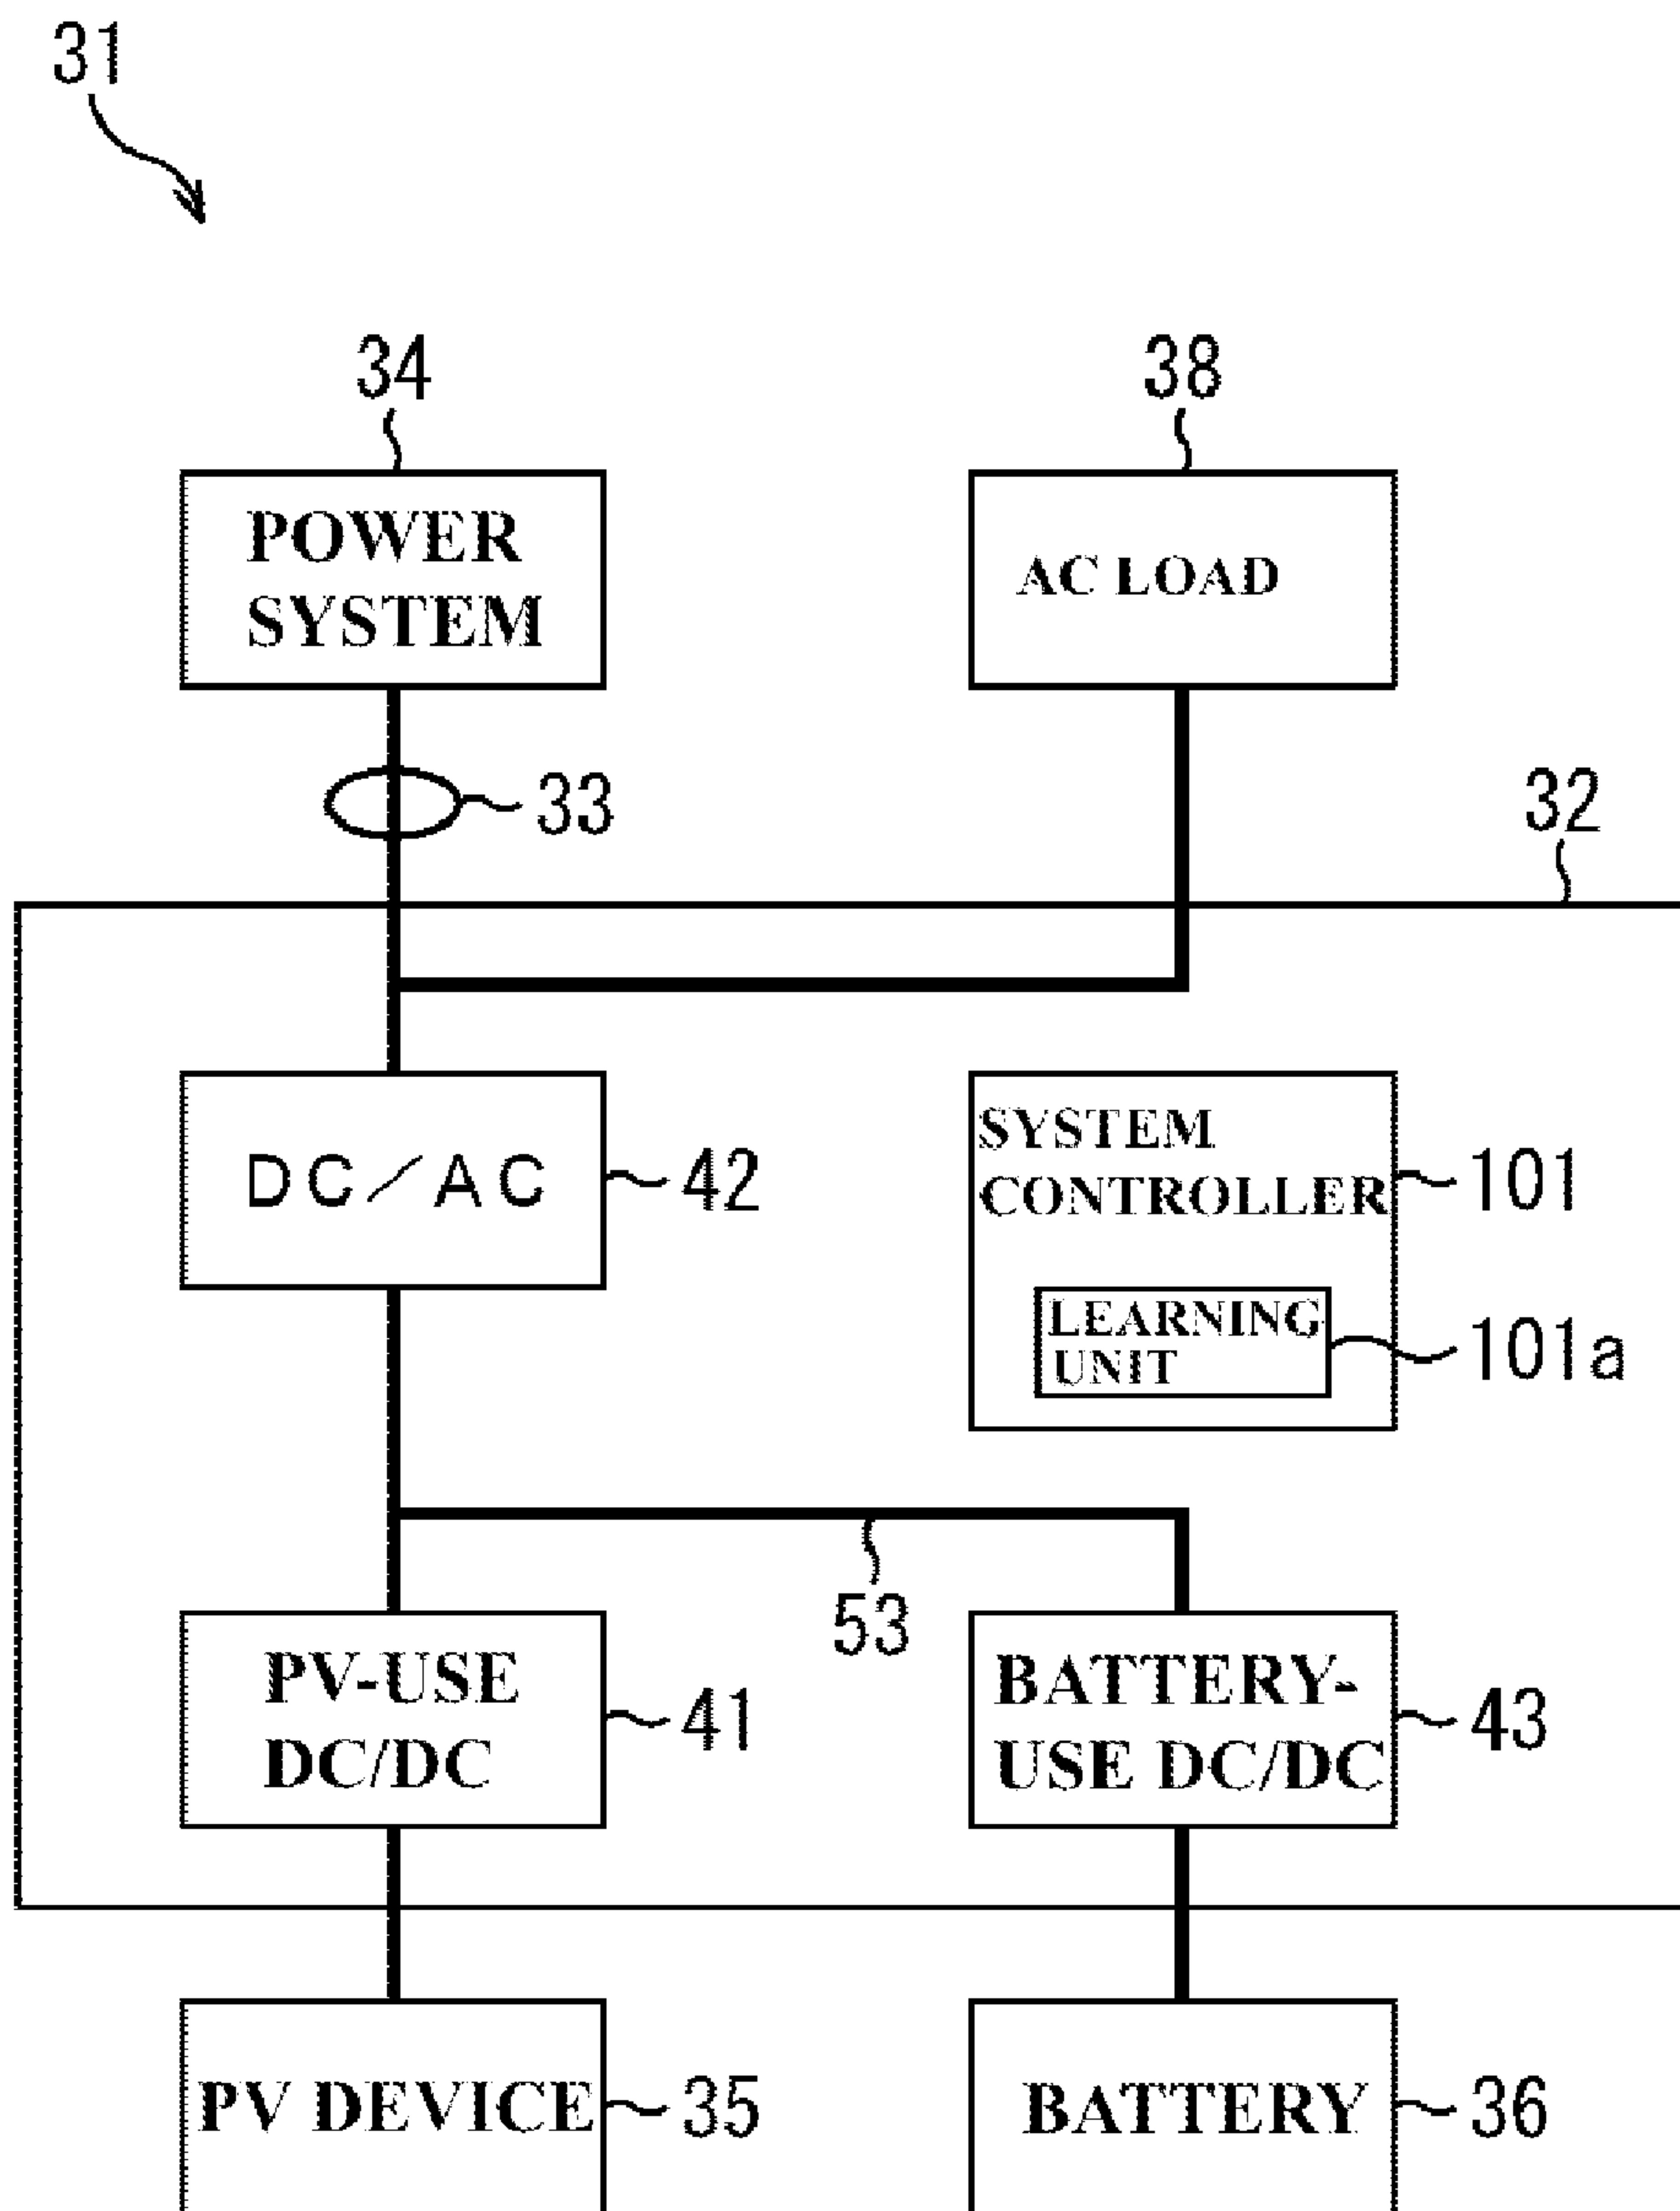 31
34
38
POWER
SYSTEM
AC LOAD
33
32
DC/AC
42
SYSTEM
CONTROLLER
101
LEARNING
UNIT
101a
53
PV-USE
DC/DC
41
BATTERY-
USE DC/DC
43
PV DEVICE
35
BATTERY
36